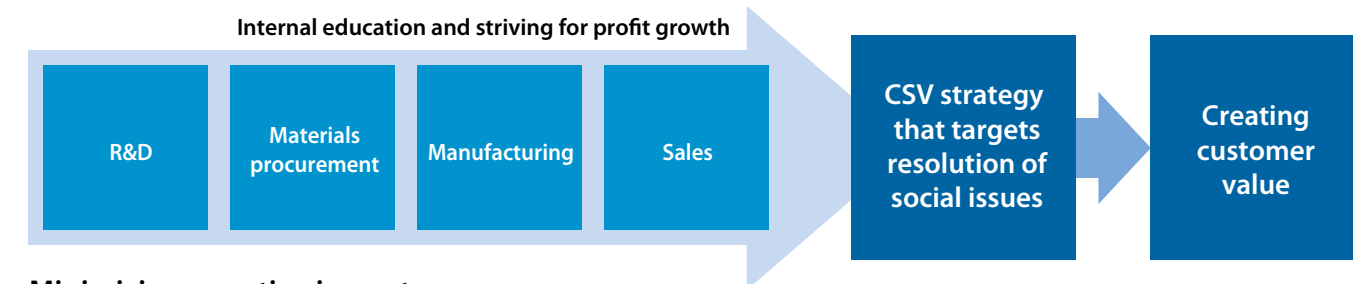 Internal education and striving for profit growth
R&D
Materials
procurement
Manufacturing
Sales
CSV strategy
that targets
resolution of
social issues
Creating
customer
value